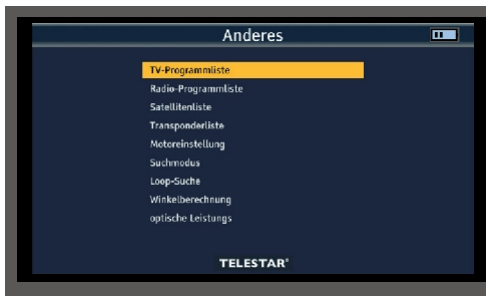 Anderes
TV-Programmliste
Radio-Programmliste
Satellitenliste
Transponderliste
Motoreinstellung
Suchmodus
Loop-Suche
Winkelberechnung
optische Leistungs
TELESTAR®